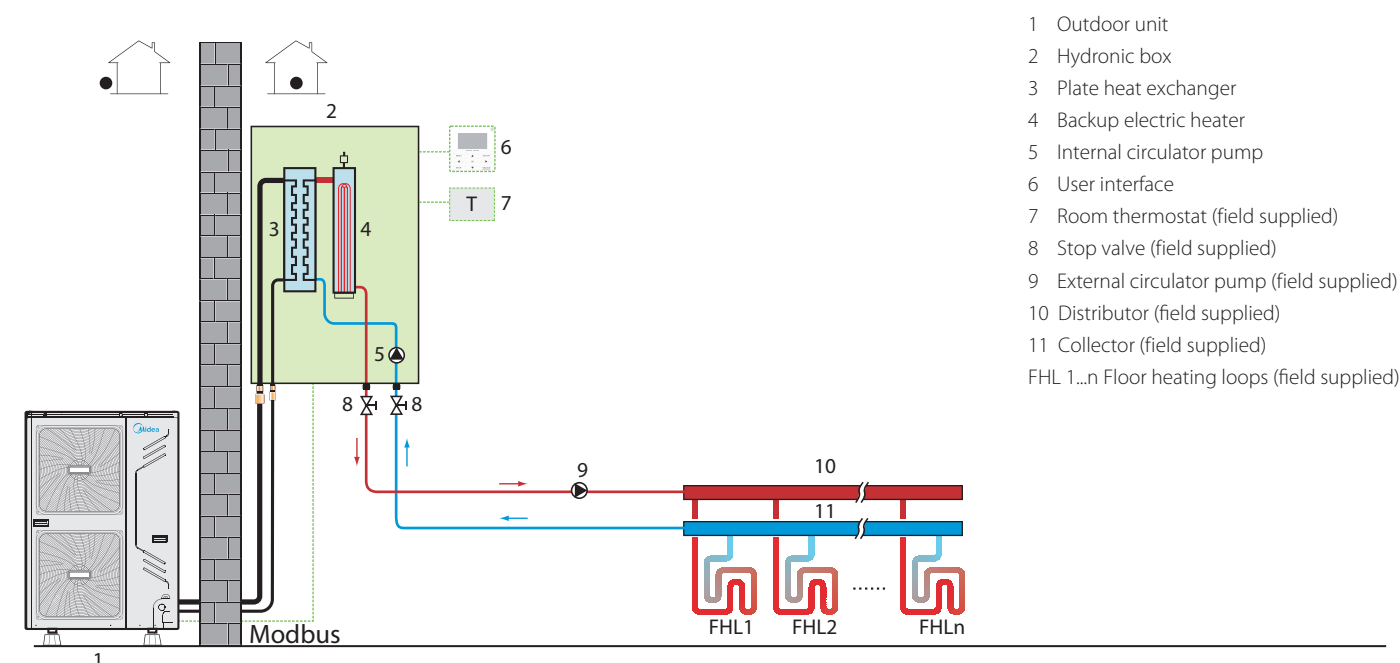 2
6
T 7
3
4
5
8 8
Midea
9
10
11
......
FHL1 FHL2 FHLn
Modbus
1
1 Outdoor unit
2 Hydronic box
3 Plate heat exchanger
4 Backup electric heater
5 Internal circulator pump
6 User interface
7 Room thermostat (field supplied)
8 Stop valve (field supplied)
9 External circulator pump (field supplied)
10 Distributor (field supplied)
11 Collector (field supplied)
FHL 1...n Floor heating loops (field supplied)